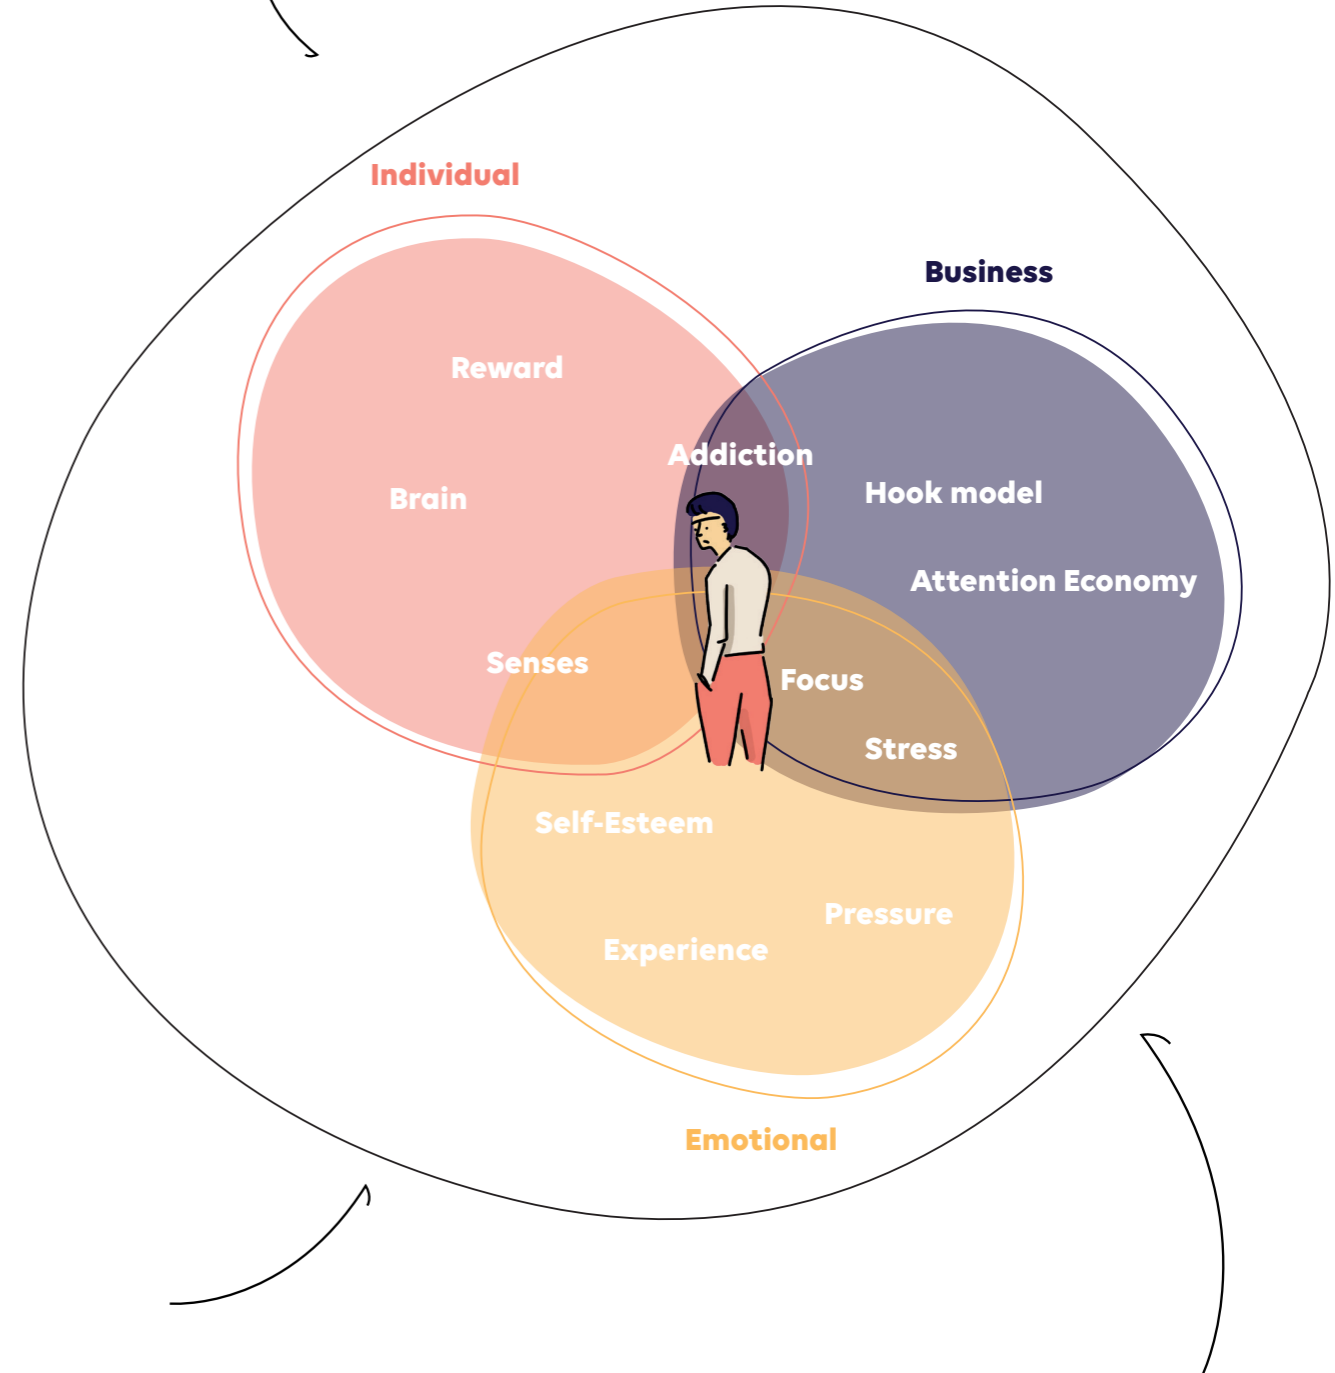 Individual
Business
Reward
Addiction
Brain
Hook model
Attention Economy
Senses
Focus
Stress
Self-Esteem
Pressure
Experience
Emotional